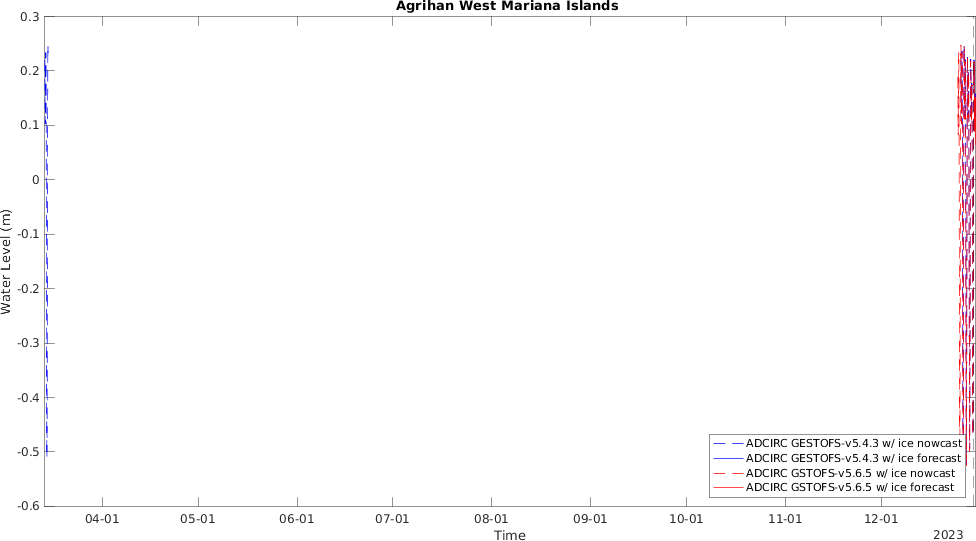 Agrihan West Mariana Islands
Water Level (m)
0.3
0.2
0.1
0
-0.1
-0.2
-0.3
-0.4
-0.5
-0.6
ADCIRC GESTOFS-v5.4.3 w/ ice nowcast
ADCIRC GESTOFS-v5.4.3 w/ ice forecast
ADCIRC GSTOFS-v5.6.5 w/ ice nowcast
ADCIRC GSTOFS-v5.6.5 w/ ice forecast
04-01 05-01 06-01 07-01 08-01 09-01 10-01 11-01 12-01
Time
2023